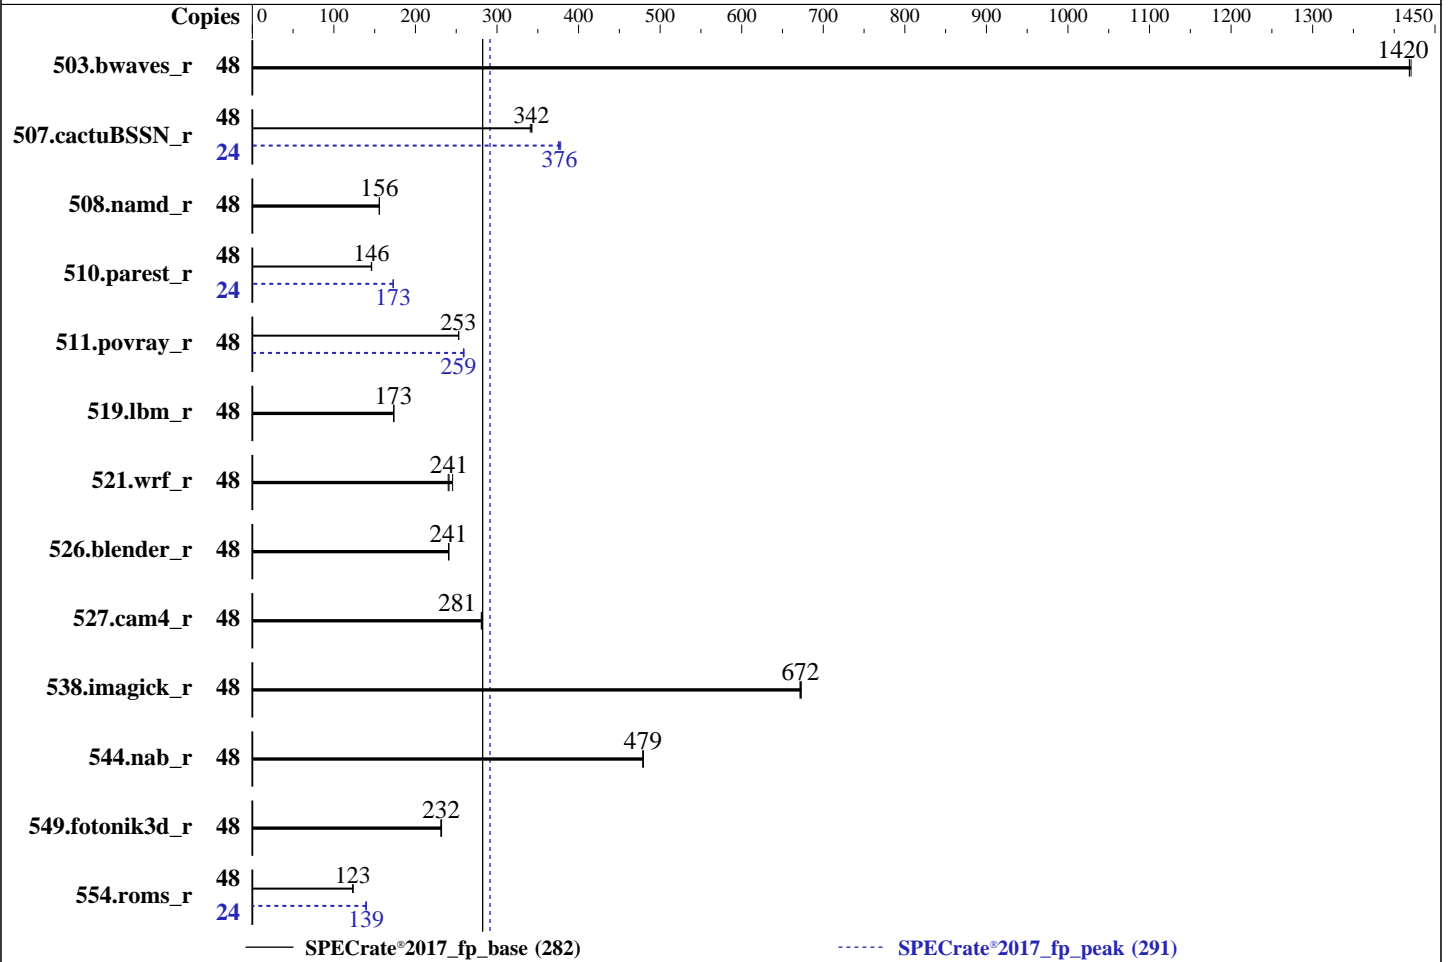 Copies 0 100 200 300 400 500 600 700 800 900 1000 1100 1200 1300 1450
503.bwaves_r 48 1420
507.cactuBSSN_r 48 342
24 376
508.namd_r 48 156
510.parest_r 48 146
24 173
511.povray_r 48 253
259
519.lbm_r 48 173
521.wrf_r 48 241
526.blender_r 48 241
527.cam4_r 48 281
538.imagick_r 48 672
544.nab_r 48 479
549.fotonik3d_r 48 232
554.roms_r 48 123
24 139
SPECrate®2017_fp_base (282) SPECrate®2017_fp_peak (291)